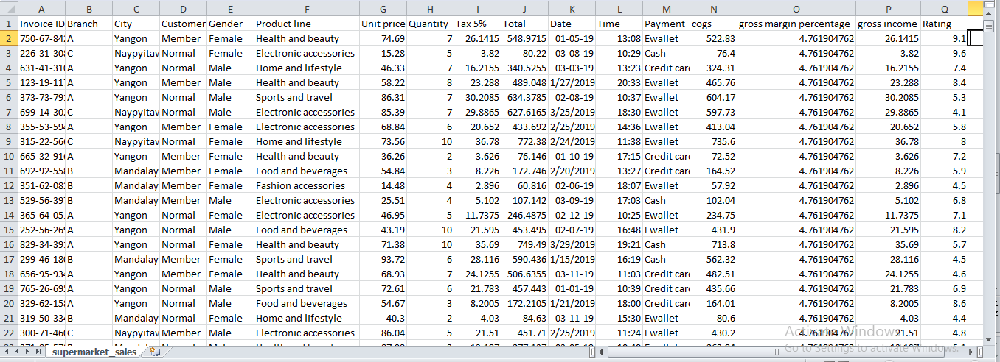 A B C D E F G H I J K L M N O P Q
1 Invoice ID Branch City Customer Gender Product line Unit price Quantity Tax 5% Total Date Time Payment cogs gross margin percentage gross income Rating
2 750-67-84 A Yangon Member Female Health and beauty 74.69 7 26.1415 548.9715 01-05-19 13:08 Ewallet 522.83 4.761904762 26.1415 9.1
3 226-31-30 C Naypyitaw Normal Female Electronic accessories 15.28 5 3.82 80.22 03-08-19 10:29 Cash 76.4 4.761904762 3.82 9.6
4 631-41-31 A Yangon Normal Male Home and lifestyle 46.33 7 16.2155 340.5255 03-03-19 13:23 Credit car 324.31 4.761904762 16.2155 7.4
5 123-19-11 A Yangon Member Male Health and beauty 58.22 8 23.288 489.048 1/27/2019 20:33 Ewallet 465.76 4.761904762 23.288 8.4
6 373-73-79 A Yangon Normal Male Sports and travel 86.31 7 30.2085 634.3785 02-08-19 10:37 Ewallet 604.17 4.761904762 30.2085 5.3
7 699-14-30 C Naypyitaw Normal Male Electronic accessories 85.39 7 29.8865 627.6165 3/25/2019 18:30 Ewallet 597.73 4.761904762 29.8865 4.1
8 355-53-59 A Yangon Member Female Electronic accessories 68.84 6 20.652 433.692 2/25/2019 14:36 Ewallet 413.04 4.761904762 20.652 5.8
9 315-22-56 C Naypyitaw Normal Female Home and lifestyle 73.56 10 36.78 772.38 2/24/2019 11:38 Ewallet 735.6 4.761904762 36.78 8
10 665-32-91 A Yangon Member Female Health and beauty 36.26 2 3.626 76.146 01-10-19 17:15 Credit car 72.52 4.761904762 3.626 7.2
11 692-92-55 B Mandalay Member Female Food and beverages 54.84 3 8.226 172.746 2/20/2019 13:27 Credit car 164.52 4.761904762 8.226 5.9
12 351-62-08 B Mandalay Member Female Fashion accessories 14.48 4 2.896 60.816 02-06-19 18:07 Ewallet 57.92 4.761904762 2.896 4.5
13 529-56-39 B Mandalay Member Male Electronic accessories 25.51 4 5.102 107.142 03-09-19 17:03 Cash 102.04 4.761904762 5.102 6.8
14 365-64-05 A Yangon Normal Female Electronic accessories 46.95 5 11.7375 246.4875 02-12-19 10:25 Ewallet 234.75 4.761904762 11.7375 7.1
15 252-56-26 A Yangon Normal Male Food and beverages 43.19 10 21.595 453.495 02-07-19 16:48 Ewallet 431.9 4.761904762 21.595 8.2
16 829-34-39 A Yangon Normal Female Health and beauty 71.38 10 35.69 749.49 3/29/2019 19:21 Cash 713.8 4.761904762 35.69 5.7
17 299-46-18 B Mandalay Member Female Sports and travel 93.72 6 28.116 590.436 1/15/2019 16:19 Cash 562.32 4.761904762 28.116 4.5
18 656-95-93 A Yangon Member Female Health and beauty 68.93 7 24.1255 506.6355 03-11-19 11:03 Credit car 482.51 4.761904762 24.1255 4.6
19 765-26-69 A Yangon Normal Male Sports and travel 72.61 6 21.783 457.443 01-01-19 10:39 Credit car 435.66 4.761904762 21.783 6.9
20 329-62-15 A Yangon Normal Male Food and beverages 54.67 3 8.2005 172.2105 1/21/2019 18:00 Credit car 164.01 4.761904762 8.2005 8.6
21 319-50-33 B Mandalay Normal Female Home and lifestyle 40.3 2 4.03 84.63 03-11-19 15:30 Ewallet 80.6 4.761904762 4.03 4.4
22 300-71-46 C Naypyitaw Member Male Electronic accessories 86.04 5 21.51 451.71 2/25/2019 11:24 Ewallet 430.2 4.761904762 21.51 4.8
Activate Windows
Go to Settings to activate Windows.
supermarket_sales